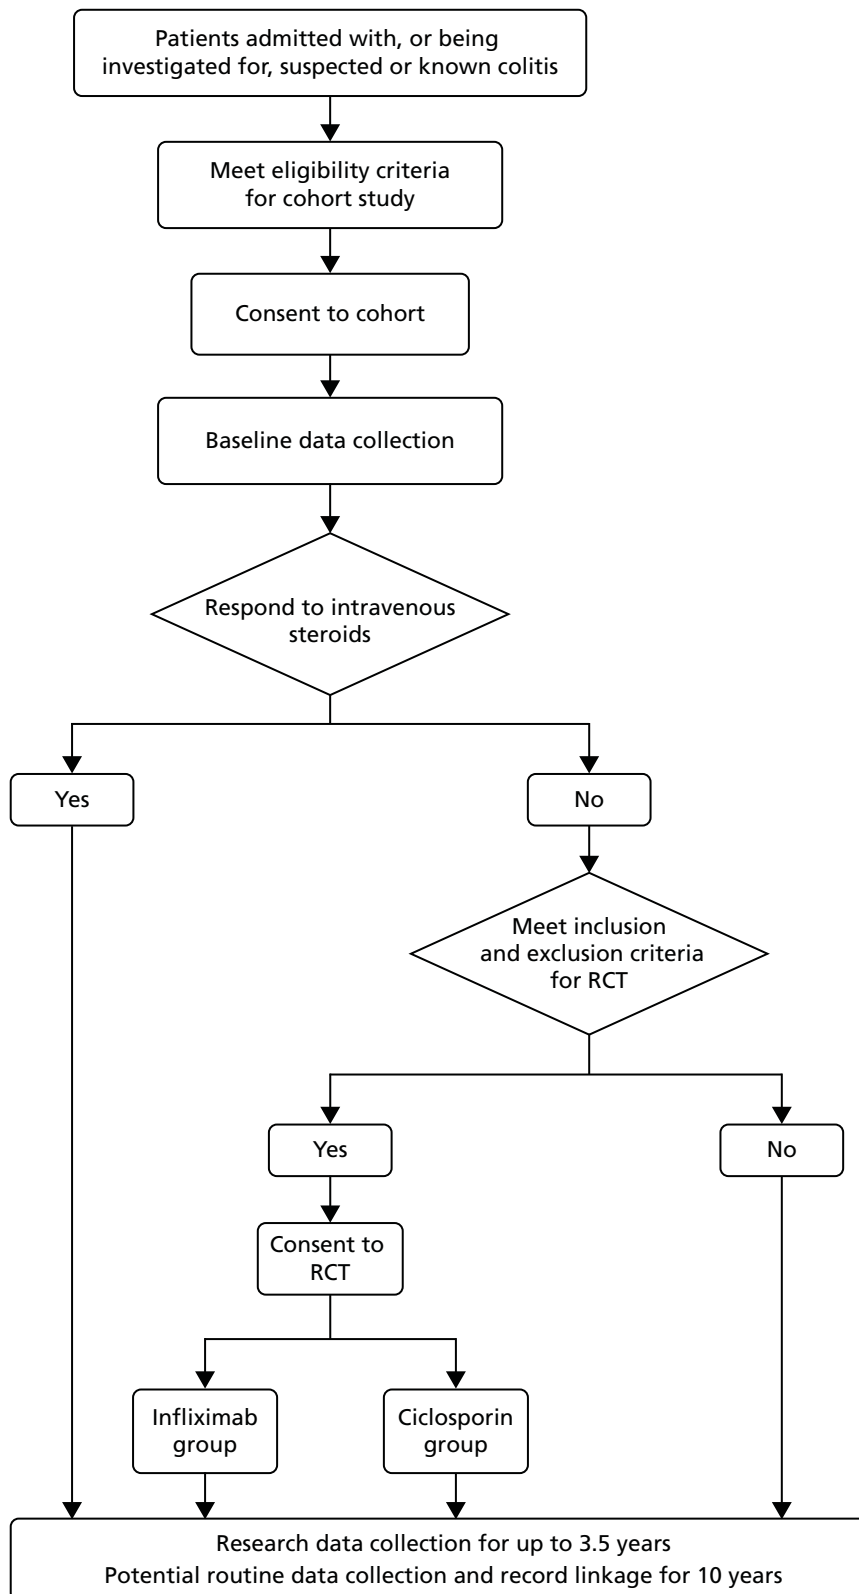 Patients admitted with, or being
investigated for, suspected or known colitis
Meet eligibility criteria
for cohort study
Consent to cohort
Baseline data collection
Respond to intravenous
steroids
Yes
No
Meet inclusion
and exclusion criteria
for RCT
Yes
No
Consent to
RCT
Infliximab
group
Ciclosporin
group
Research data collection for up to 3.5 years
Potential routine data collection and record linkage for 10 years